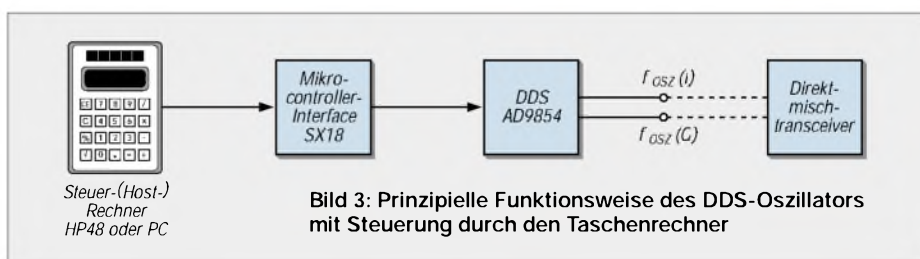 Steuer-(Host-)
Rechner
HP48 oder PC
Mikro-
controller-
Interface
SX18
DDS
AD9854
f OSZ (I)
f OSZ (Q)
Direkt-
misch-
transceiver
Bild 3: Prinzipielle Funktionsweise des DDS-Oszillators
mit Steuerung durch den Taschenrechner